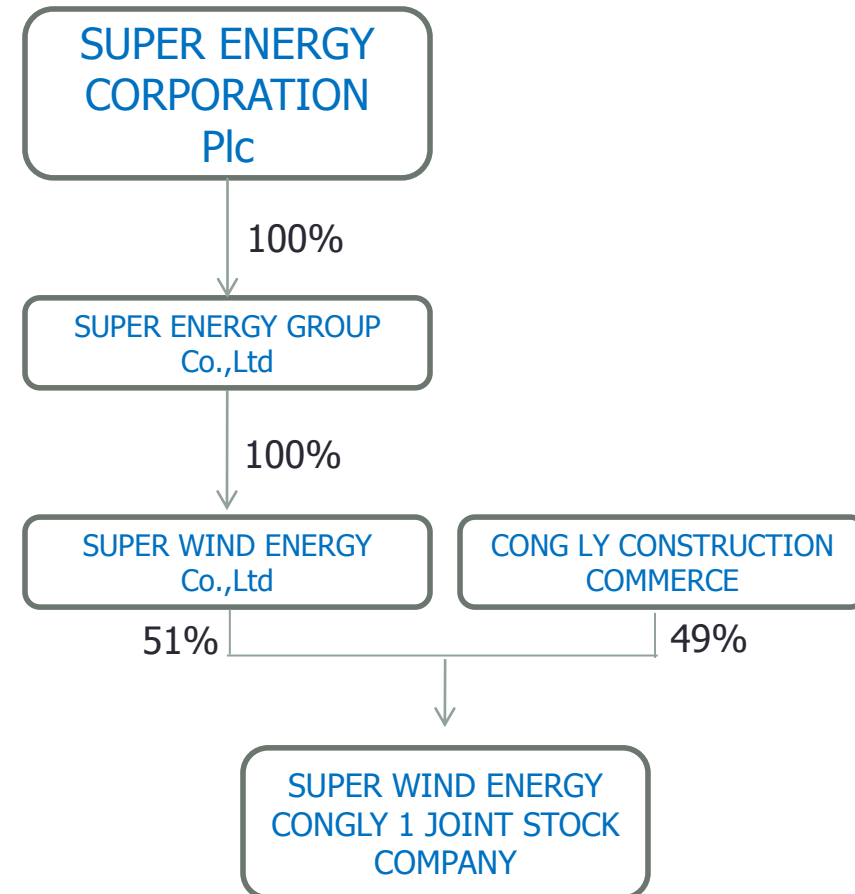 SUPER ENERGY
CORPORATION
Plc
100%
SUPER ENERGY GROUP
Co.,Ltd
100%
SUPER WIND ENERGY
Co.,Ltd
CONG LY CONSTRUCTION
COMMERCE
51%
49%
SUPER WIND ENERGY
CONGLY 1 JOINT STOCK
COMPANY